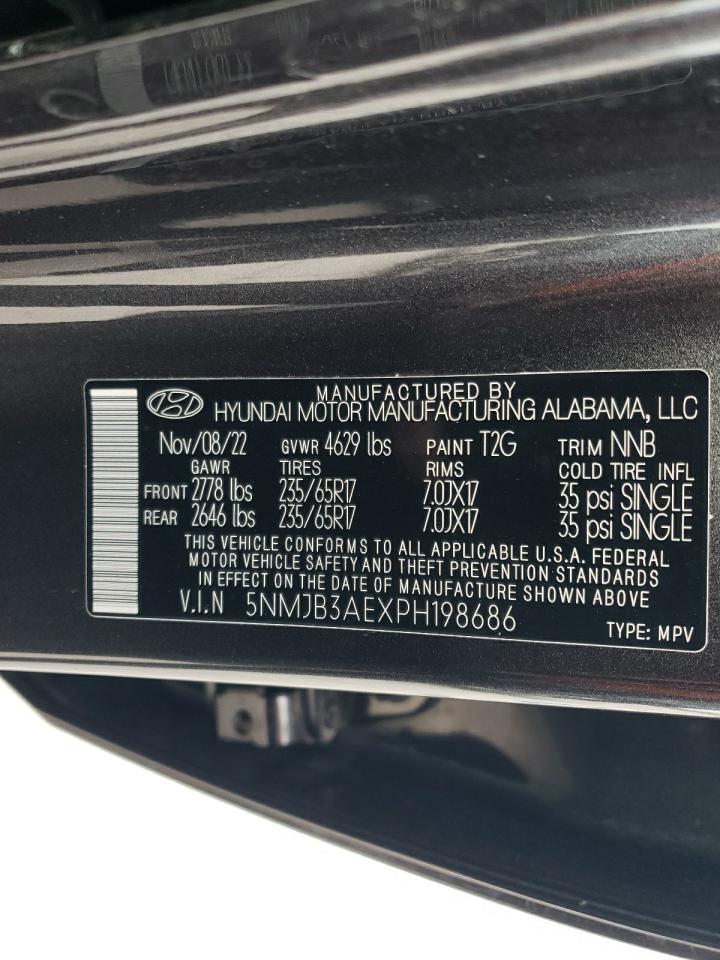 MANUFACTURED BY
HYUNDAI MOTOR MANUFACTURING ALABAMA, LLC
Nov/08/22 GVWR 4629 lbs PAINT T2G TRIM NNB
GAWR TIRES RIMS COLD TIRE INFL
FRONT 2778 lbs 235/65R17 7.0JX17 35 psi SINGLE
REAR 2646 lbs 235/65R17 7.0JX17 35 psi SINGLE
THIS VEHICLE CONFORMS TO ALL APPLICABLE U.S.A. FEDERAL
MOTOR VEHICLE SAFETY AND THEFT PREVENTION STANDARDS
IN EFFECT ON THE DATE OF MANUFACTURE SHOWN ABOVE
V.I.N 5NMJB3AEXPH198686
TYPE: MPV